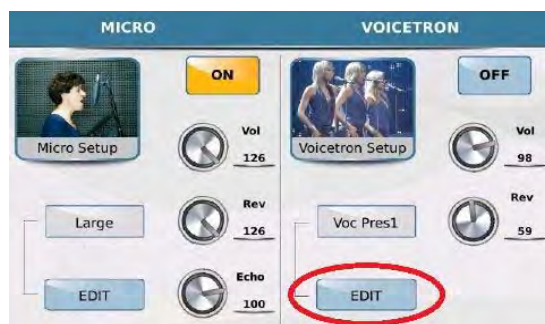 MICRO
VOICETRON
ON
Micro Setup
Vol
126
Large
Rev
126
EDIT
Echo
100
OFF
Voicetron Setup
Vol
98
Voc Pres1
Rev
59
EDIT